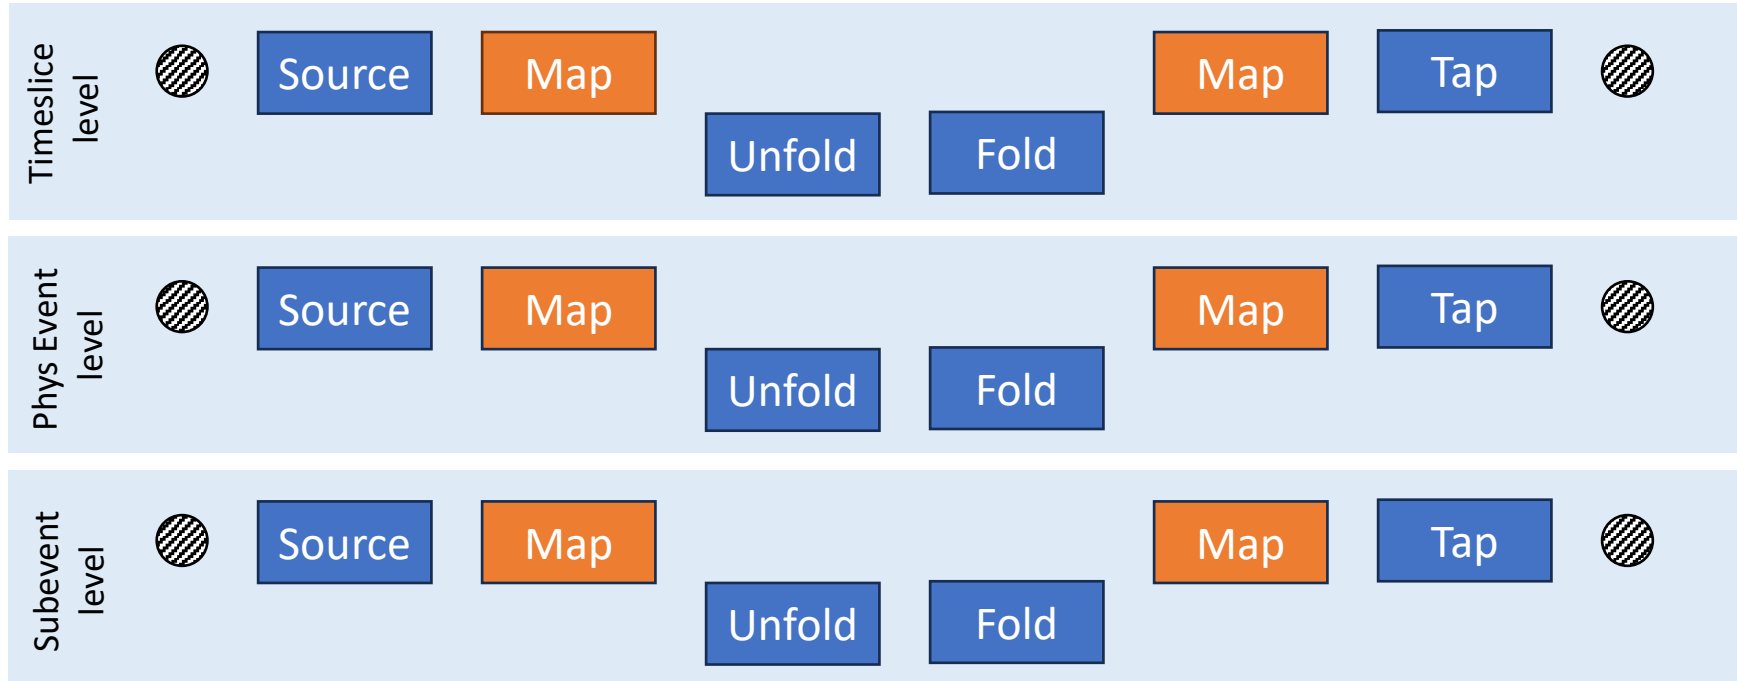 Timeslice
level
Source
Map
Unfold
Fold
Map
Tap
Phys Event
level
Source
Map
Unfold
Fold
Map
Tap
Subevent
level
Source
Map
Unfold
Fold
Map
Tap